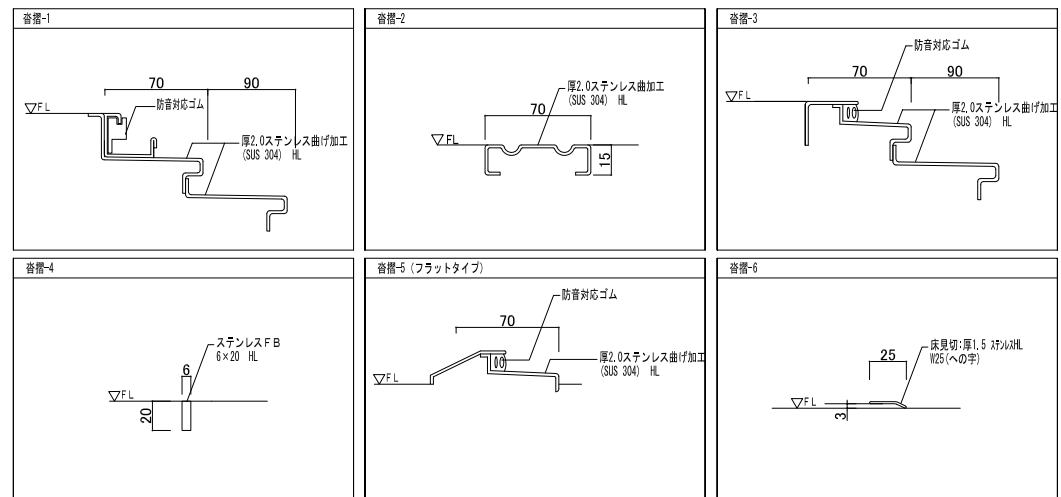 沓摺-1
70
90
防音対応ゴム
▽FL
厚2.0ステンレス曲げ加工
(SUS 304) HL
沓摺-2
厚2.0ステンレス曲加工
(SUS 304) HL
70
▽FL
15
沓摺-3
防音対応ゴム
70
90
▽FL
厚2.0ステンレス曲げ加工
(SUS 304) HL
沓摺-4
ステンレスFB
6×20 HL
6
▽FL
20
沓摺-5 (フラットタイプ)
防音対応ゴム
70
厚2.0ステンレス曲げ加工
(SUS 304) HL
▽FL
沓摺-6
床見切:厚1.5 ステンレスHL
W25(への字)
25
▽FL
3